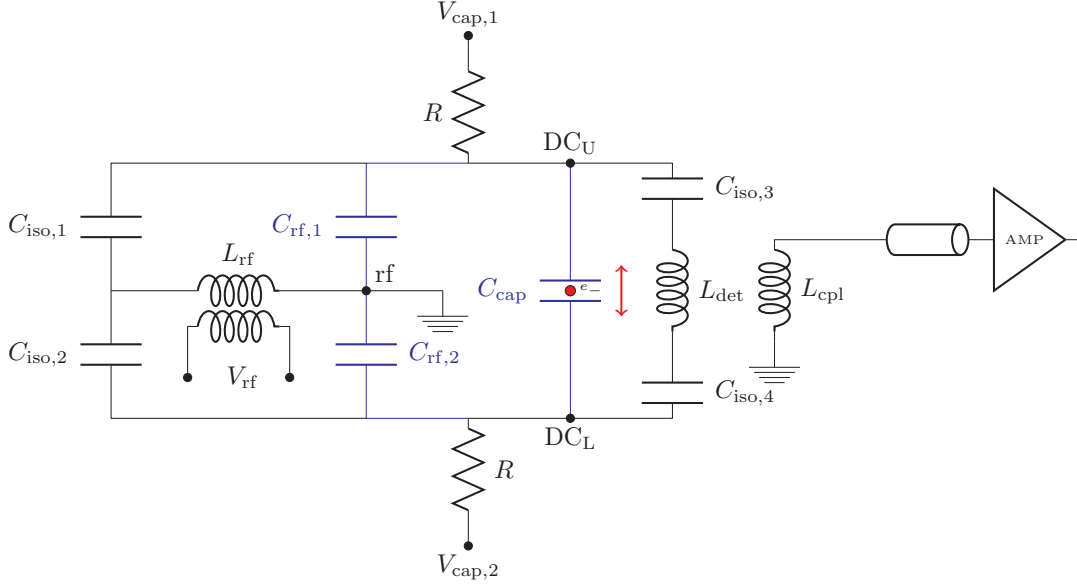 V_cap,1
R
DC_U
C_iso,3
C_iso,1
C_rf,1
L_rf
rf
AMP
C_cap
e−
L_det
L_cpl
C_iso,2
C_rf,2
V_rf
C_iso,4
DC_L
R
V_cap,2